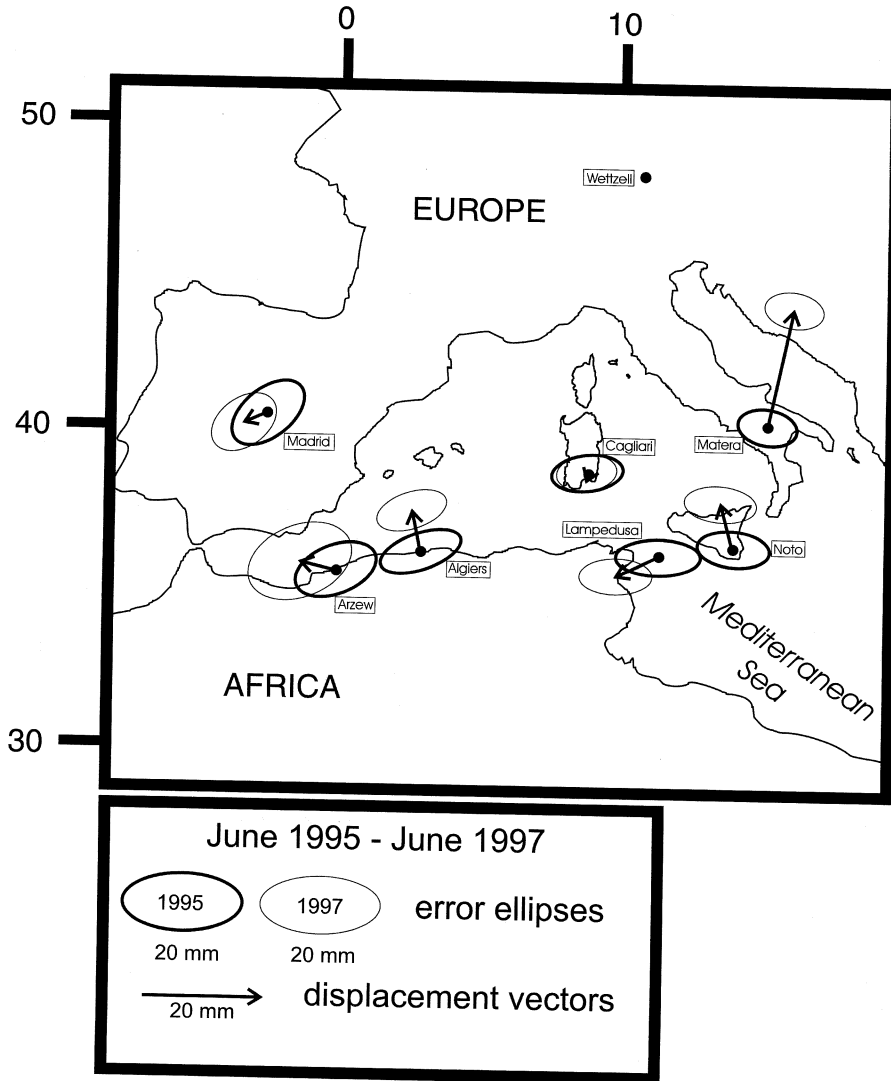 0
10
50
Wettzell
EUROPE
40
Madrid
Cagliari
Matera
Lampedusa
Noto
Algiers
Arzew
Mediterranean
Sea
AFRICA
30
June 1995 - June 1997
1995
1997
error ellipses
20 mm
20 mm
displacement vectors
20 mm